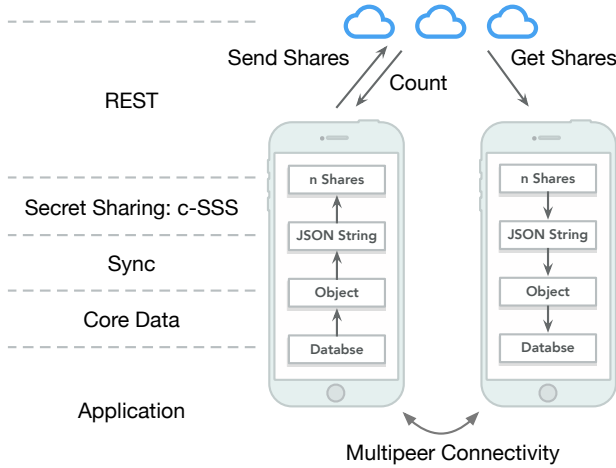 Send Shares
Get Shares
Count
REST
n Shares
n Shares
Secret Sharing: c-SSS
JSON String
JSON String
Sync
Object
Object
Core Data
Databse
Databse
Application
Multipeer Connectivity